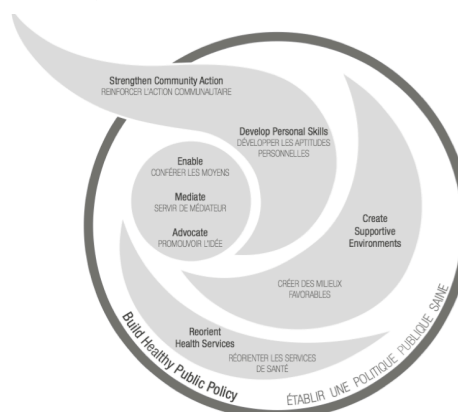 Strengthen Community Action
REINFORCER L'ACTION COMMUNAUTAIRE
Develop Personal Skills
DÉVELOPPER LES APTITUDES
PERSONNELLES
Enable
CONFÉRER LES MOYENS
Mediate
SERVIR DE MÉDIATEUR
Advocate
PROMOUVOIR L'IDÉE
Create
Supportive
Environments
CRÉER DES MILIEUX
FAVORABLES
Reorient
Health Services
RÉORIENTER LES SERVICES
DE SANTÉ
Build Healthy Public Policy
ÉTABLIR UNE POLITIQUE PUBLIQUE SAINE